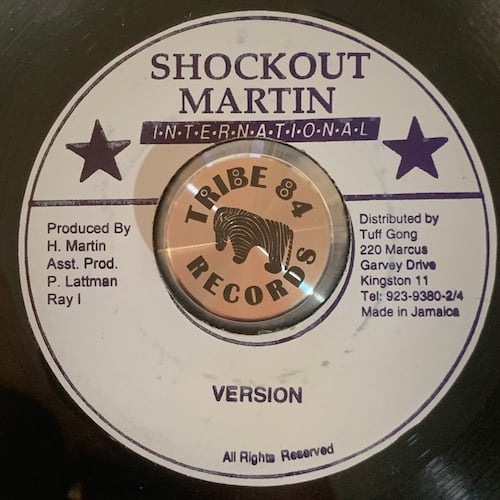 SHOCKOUT
MARTIN
I·N·T·E·R·N·A·T·I·O·N·A·L
TRIBE 84
RECORDS
Produced By
H. Martin
Asst. Prod.
P. Lattman
Ray I
Distributed by
Tuff Gong
220 Marcus
Garvey Drive
Kingston 11
Tel: 923-9380-2/4
Made in Jamaica
VERSION
All Rights Reserved